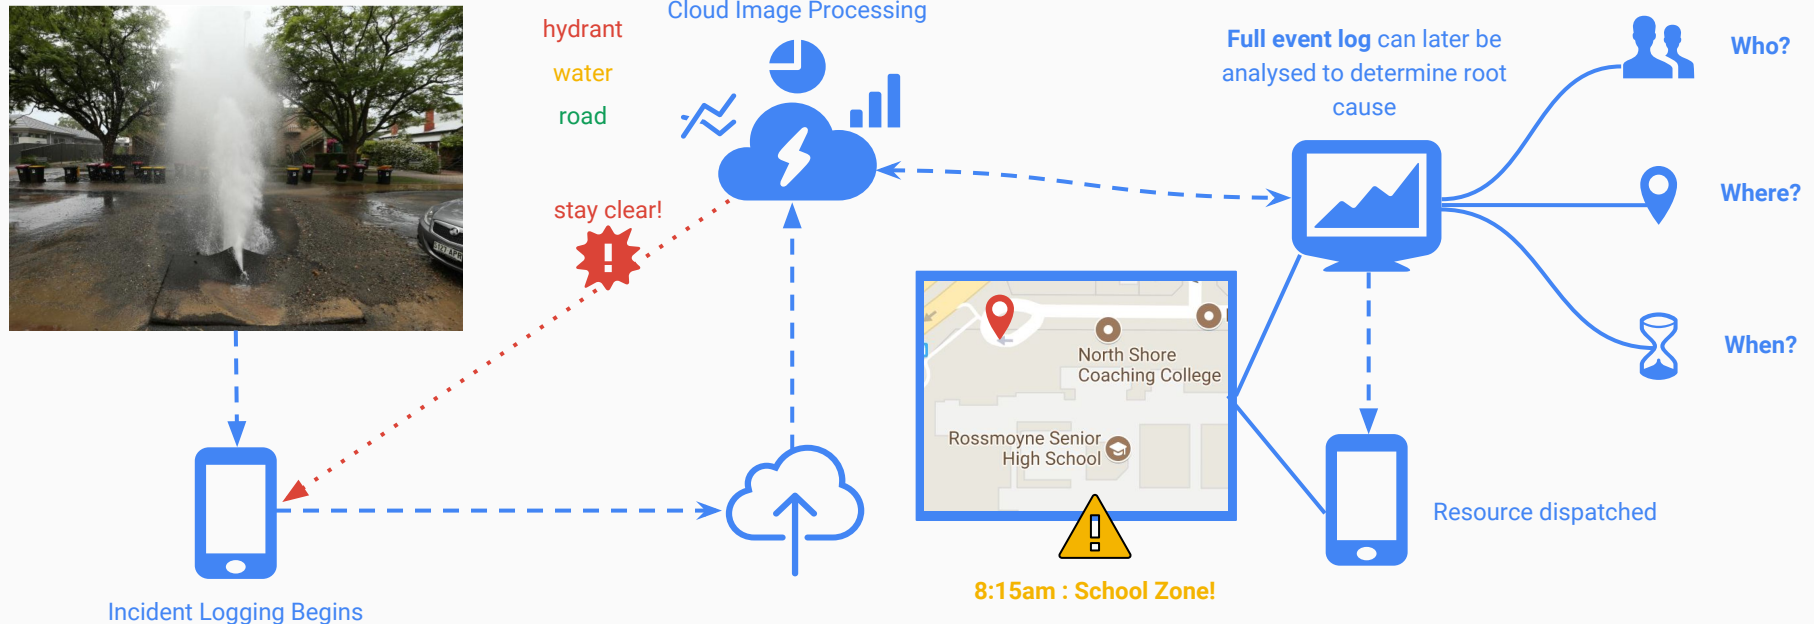 Cloud Image Processing
hydrant
water
road
stay clear!
Full event log can later be
analysed to determine root
cause
Who?
Where?
When?
North Shore
Coaching College
Rossmoyne Senior
High School
8:15am : School Zone!
Resource dispatched
Incident Logging Begins